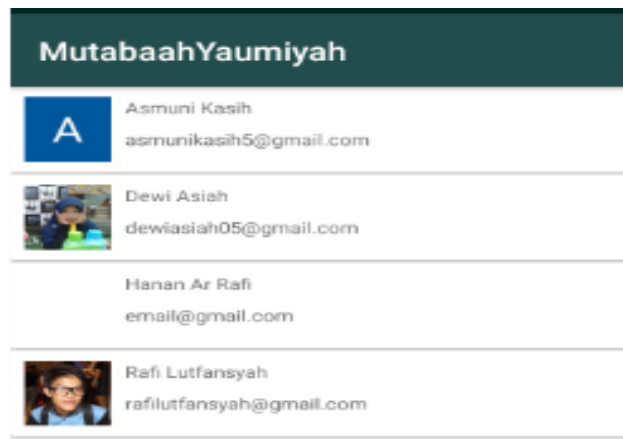 MutabaahYaumiyah
A
Asmuni Kasih
asmunikasih5@gmail.com
Dewi Asiah
dewiasiah05@gmail.com
Hanan Ar Rafi
email@gmail.com
Rafi Lutfansyah
rafilutfansyah@gmail.com